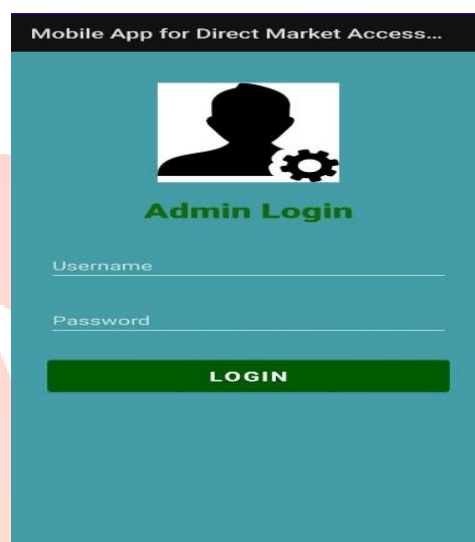 Mobile App for Direct Market Access...
Admin Login
Username
Password
LOGIN